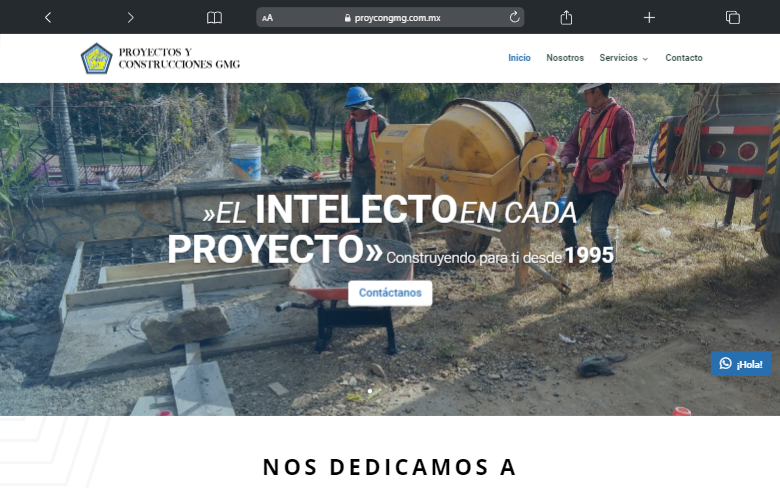 AA
proycongmg.com.mx
PROYECTOS Y
CONSTRUCCIONES GMG
Inicio Nosotros Servicios Contacto
»EL INTELECTO EN CADA
PROYECTO» Construyendo para ti desde 1995
Contáctanos
¡Hola!
NOS DEDICAMOS A